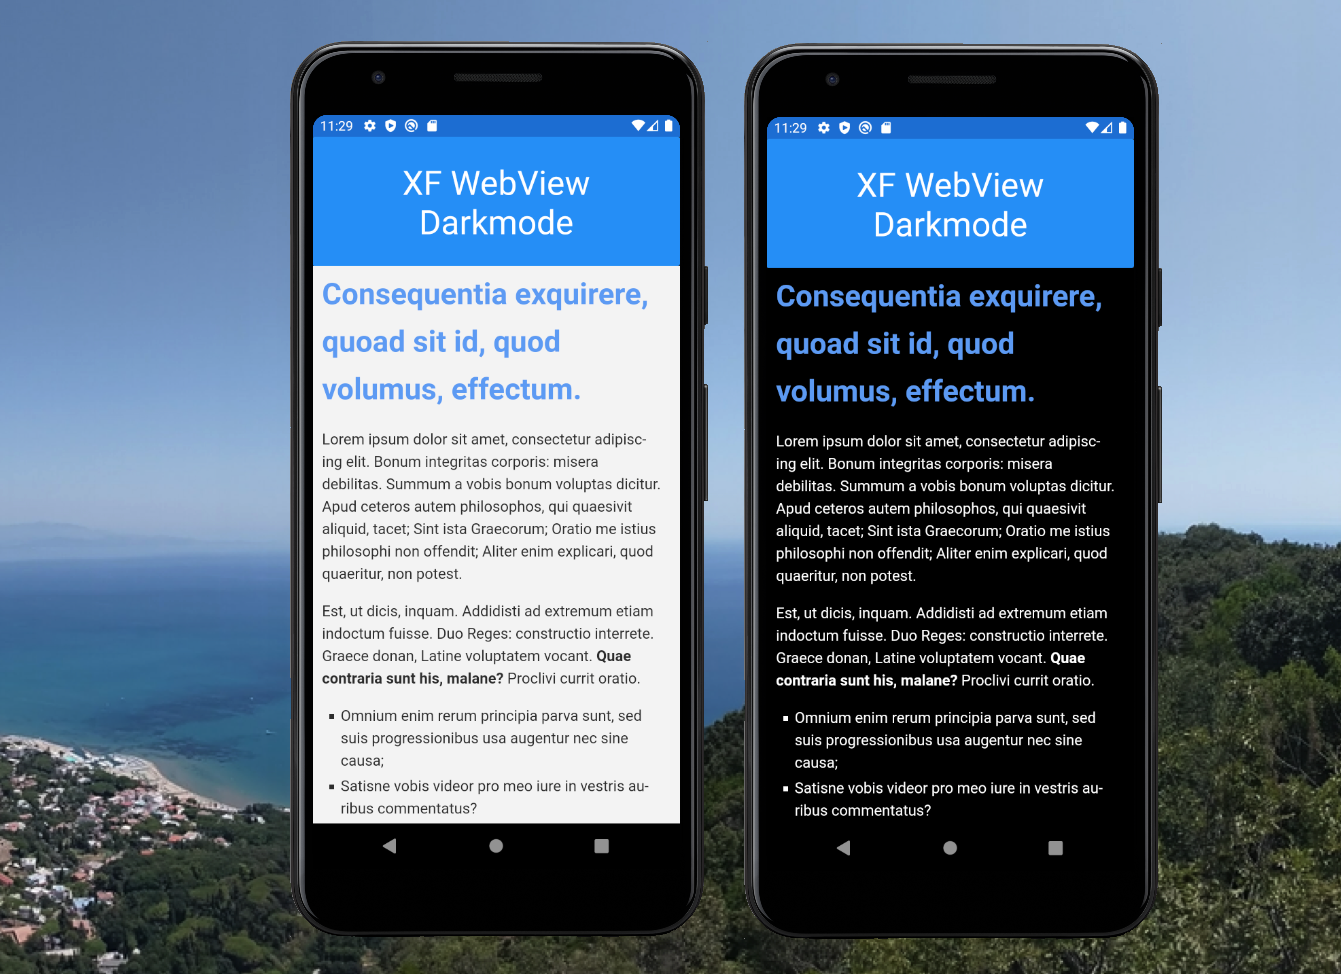 11:29
XF WebView
Darkmode
Consequentia exquirere,
quoad sit id, quod
volumus, effectum.
Lorem ipsum dolor sit amet, consectetur adipisc-
ing elit. Bonum integritas corporis: misera
debilitas. Summum a vobis bonum voluptas dicitur.
Apud ceteros autem philosophos, qui quaesivit
aliquid, tacet; Sint ista Graecorum; Oratio me istius
philosophi non offendit; Aliter enim explicari, quod
quaeritur, non potest.
Est, ut dicis, inquam. Addidisti ad extremum etiam
indoctum fuisse. Duo Reges: constructio interrete.
Graece donan, Latine voluptatem vocant. Quae
contraria sunt his, malane? Proclivi currit oratio.
▪ Omnium enim rerum principia parva sunt, sed
suis progressionibus usa augentur nec sine
causa;
▪ Satisne vobis videor pro meo iure in vestris au-
ribus commentatus?
11:29
XF WebView
Darkmode
Consequentia exquirere,
quoad sit id, quod
volumus, effectum.
Lorem ipsum dolor sit amet, consectetur adipisc-
ing elit. Bonum integritas corporis: misera
debilitas. Summum a vobis bonum voluptas dicitur.
Apud ceteros autem philosophos, qui quaesivit
aliquid, tacet; Sint ista Graecorum; Oratio me istius
philosophi non offendit; Aliter enim explicari, quod
quaeritur, non potest.
Est, ut dicis, inquam. Addidisti ad extremum etiam
indoctum fuisse. Duo Reges: constructio interrete.
Graece donan, Latine voluptatem vocant. Quae
contraria sunt his, malane? Proclivi currit oratio.
▪ Omnium enim rerum principia parva sunt, sed
suis progressionibus usa augentur nec sine
causa;
▪ Satisne vobis videor pro meo iure in vestris au-
ribus commentatus?